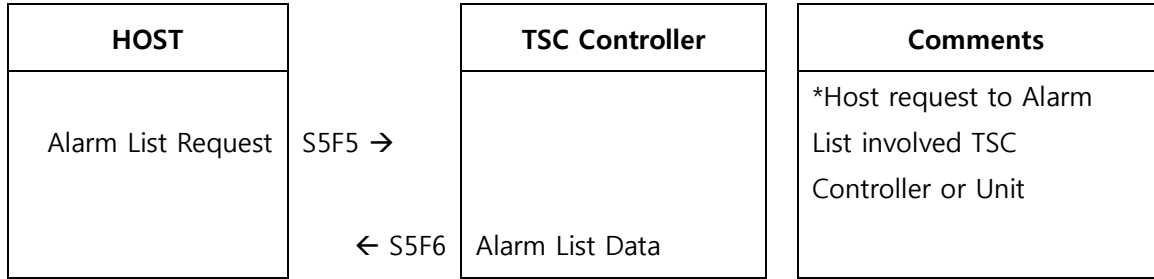 HOST
TSC Controller
Comments
*Host request to Alarm
Alarm List Request S5F5 → List involved TSC
Controller or Unit
← S5F6 Alarm List Data